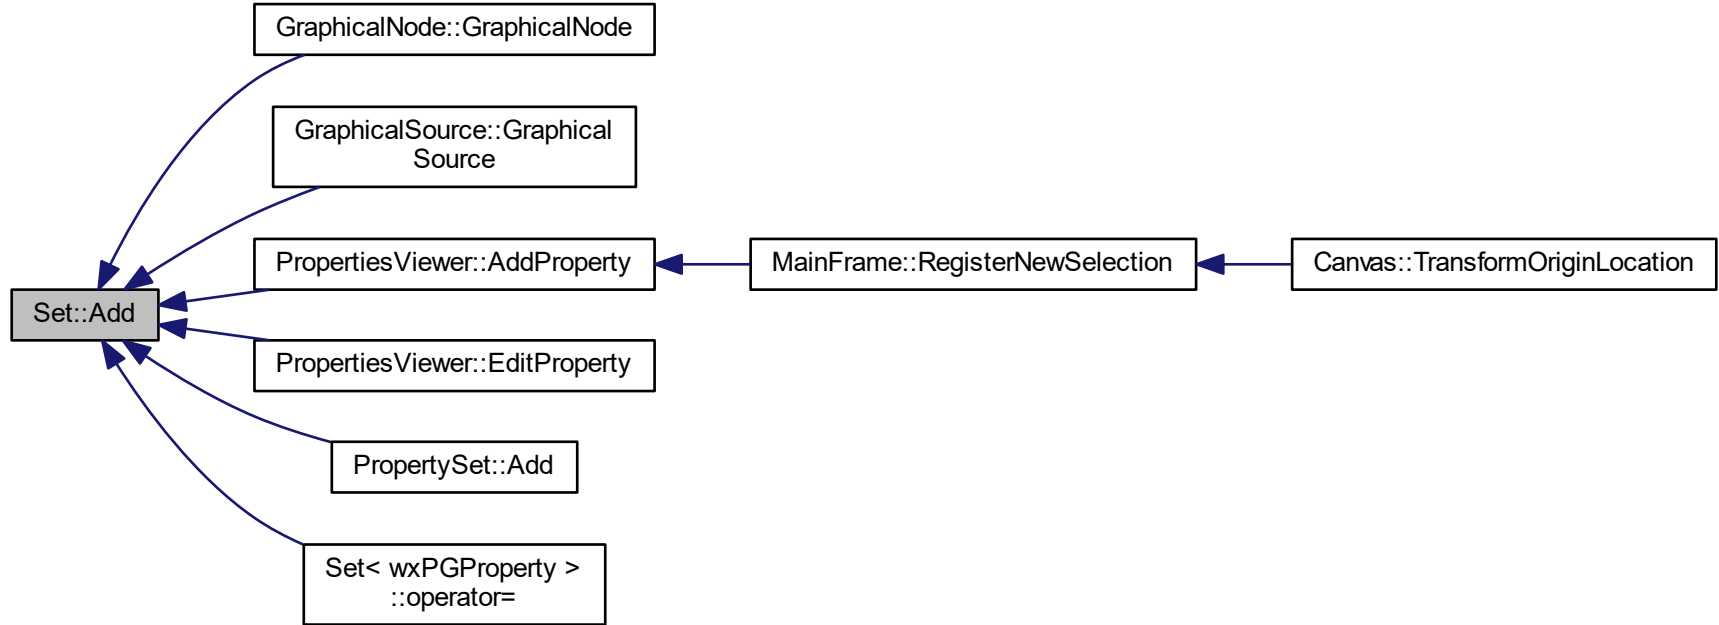 GraphicalNode::GraphicalNode
GraphicalSource::Graphical
Source
PropertiesViewer::AddProperty
MainFrame::RegisterNewSelection
Canvas::TransformOriginLocation
Set::Add
PropertiesViewer::EditProperty
PropertySet::Add
Set< wxPGProperty >
::operator=